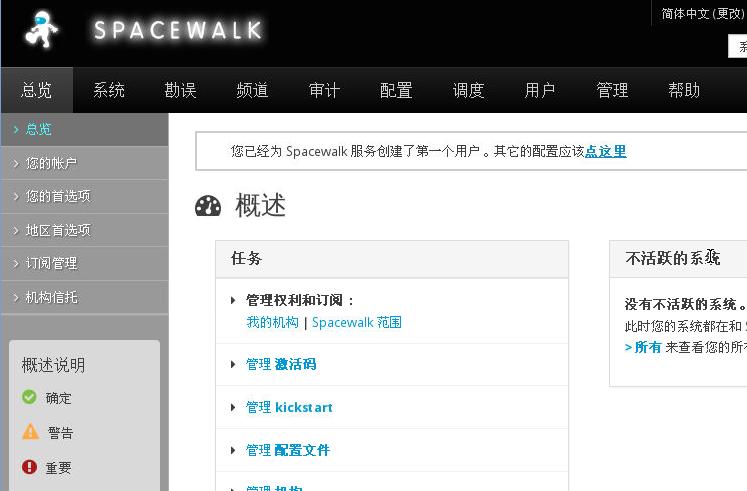 SPACEWALK
简体中文 (更改)
总览 系统 勘误 频道 审计 配置 调度 用户 管理 帮助
总览
您的帐户
您的首选项
地区首选项
订阅管理
机构信托
概述说明
确定
警告
重要
您已经为 Spacewalk 服务创建了第一个用户。其它的配置应该点这里
概述
任务
管理权利和订阅：
我的机构 | Spacewalk 范围
管理 激活码
管理 kickstart
管理 配置文件
管理 机构
不活跃的系统
没有不活跃的系统。
此时您的系统都在和 S
> 所有 来查看您的所有